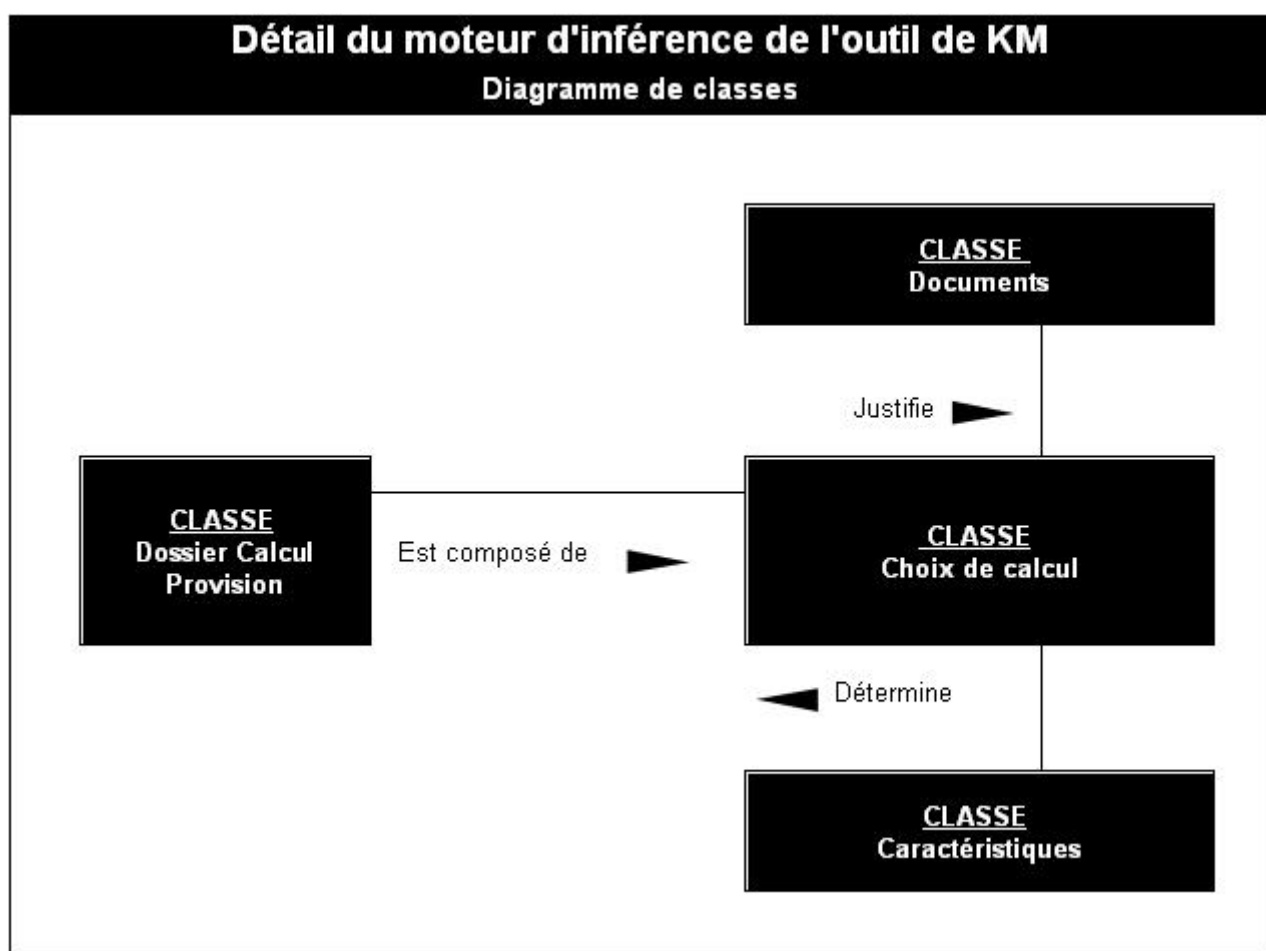 Détail du moteur d'inférence de l'outil de KM
Diagramme de classes
CLASSE
Documents
Justifie
CLASSE
Dossier Calcul
Provision
Est composé de
CLASSE
Choix de calcul
Détermine
CLASSE
Caractéristiques